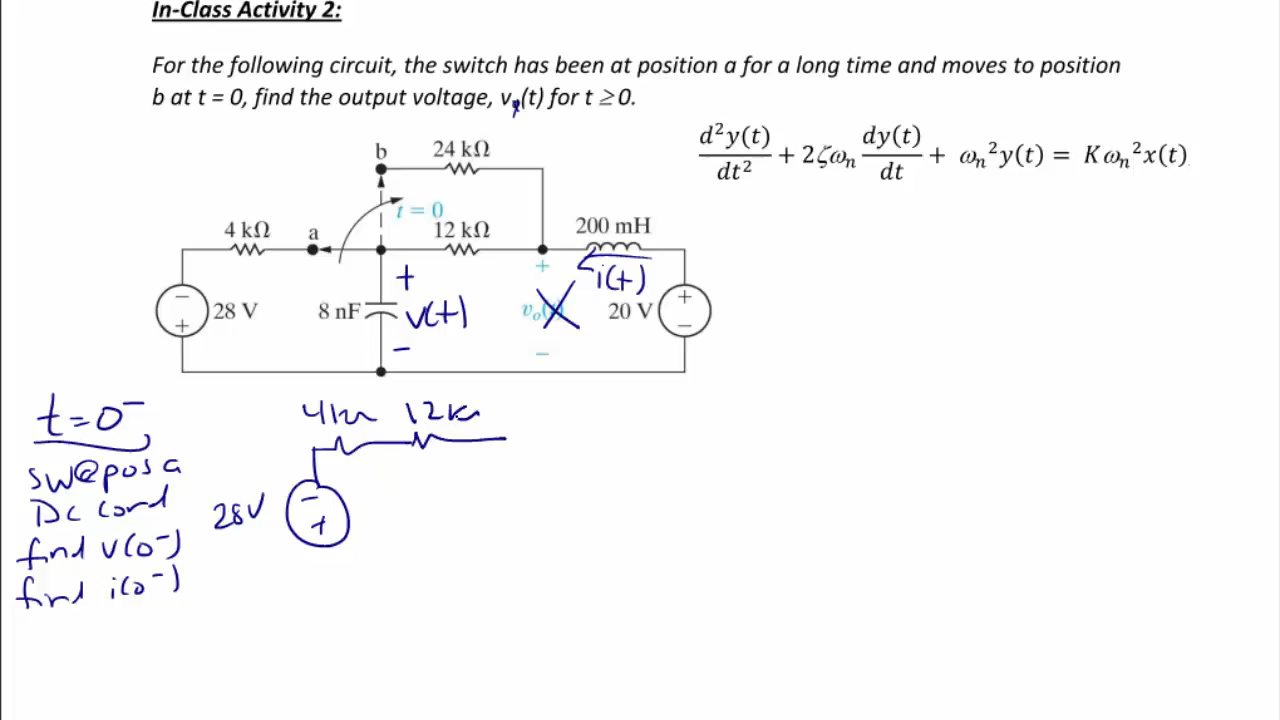 In-Class Activity 2:
For the following circuit, the switch has been at position a for a long time and moves to position
b at t = 0, find the output voltage, v(t) for t ≥0.
d²y(t)/dt² + 2ζωn dy(t)/dt + ωn²y(t) = Kωn²x(t)
b 24 kΩ
t = 0
4 kΩ a 12 kΩ 200 mH
+ + i(t)
− 28 V + 8 nF v(t) vo(t) 20 V + −
− −
t=0⁻ 4kΩ 12kΩ
sw@pos a
DC cond 28V − +
find v(0⁻)
find i(0⁻)